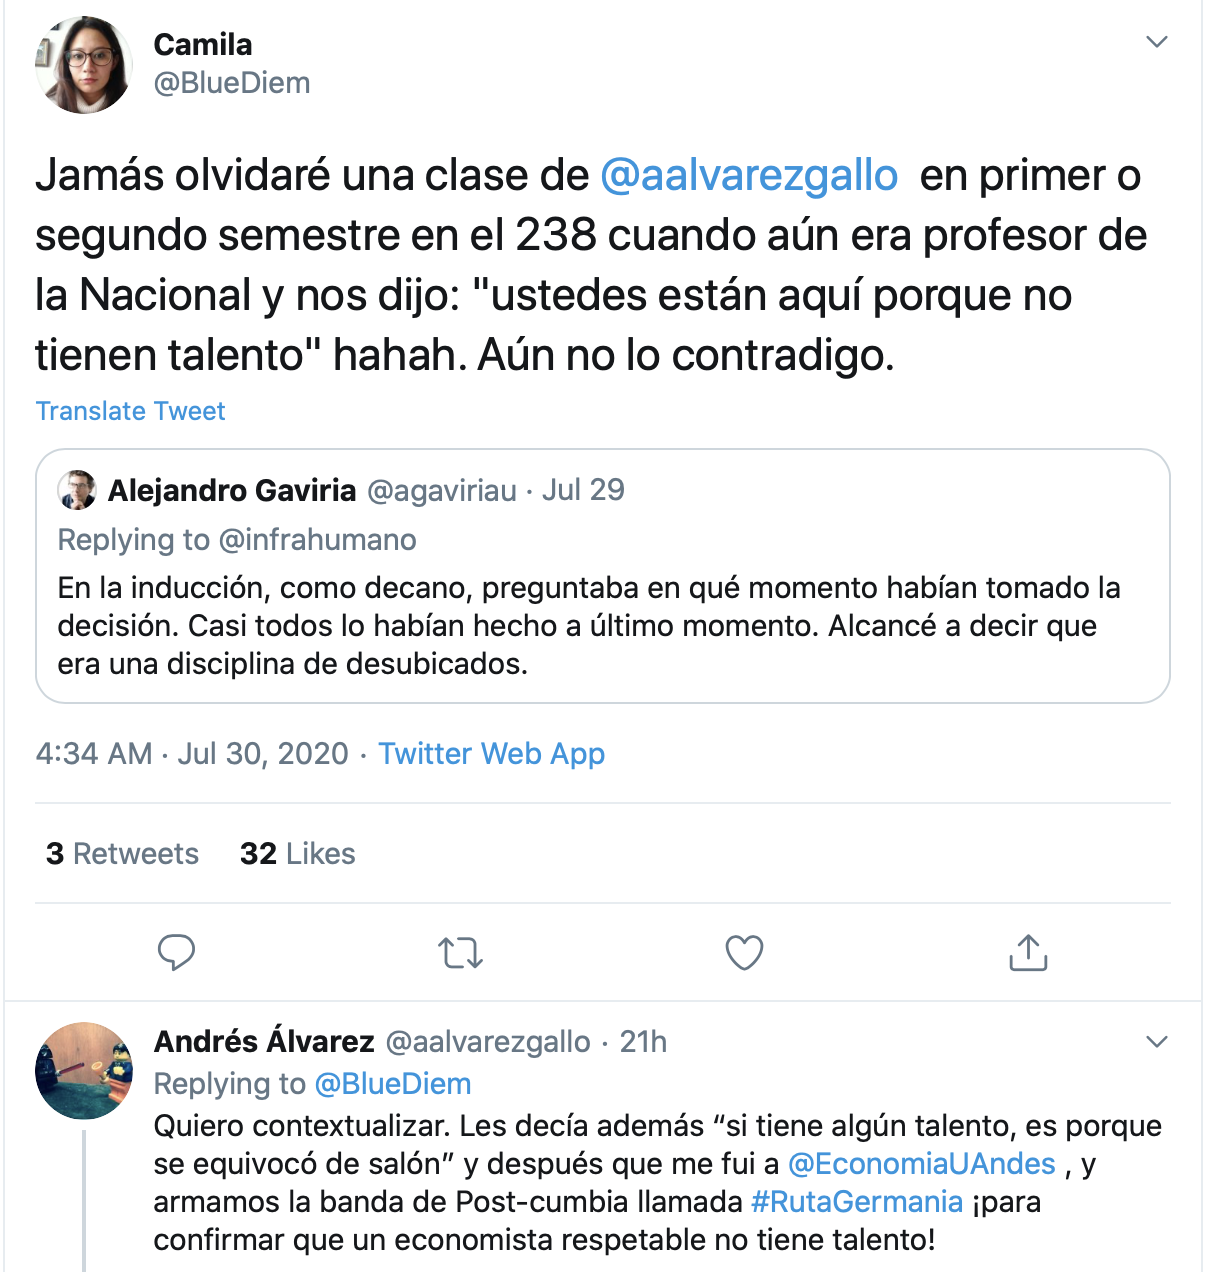 Camila
@BlueDiem
Jamás olvidaré una clase de @aalvarezgallo en primer o
segundo semestre en el 238 cuando aún era profesor de
la Nacional y nos dijo: "ustedes están aquí porque no
tienen talento" hahah. Aún no lo contradigo.
Translate Tweet
Alejandro Gaviria @agaviriau · Jul 29
Replying to @infrahumano
En la inducción, como decano, preguntaba en qué momento habían tomado la
decisión. Casi todos lo habían hecho a último momento. Alcancé a decir que
era una disciplina de desubicados.
4:34 AM · Jul 30, 2020 · Twitter Web App
3 Retweets 32 Likes
Andrés Álvarez @aalvarezgallo · 21h
Replying to @BlueDiem
Quiero contextualizar. Les decía además “si tiene algún talento, es porque
se equivocó de salón” y después que me fui a @EconomiaUAndes , y
armamos la banda de Post-cumbia llamada #RutaGermania ¡para
confirmar que un economista respetable no tiene talento!